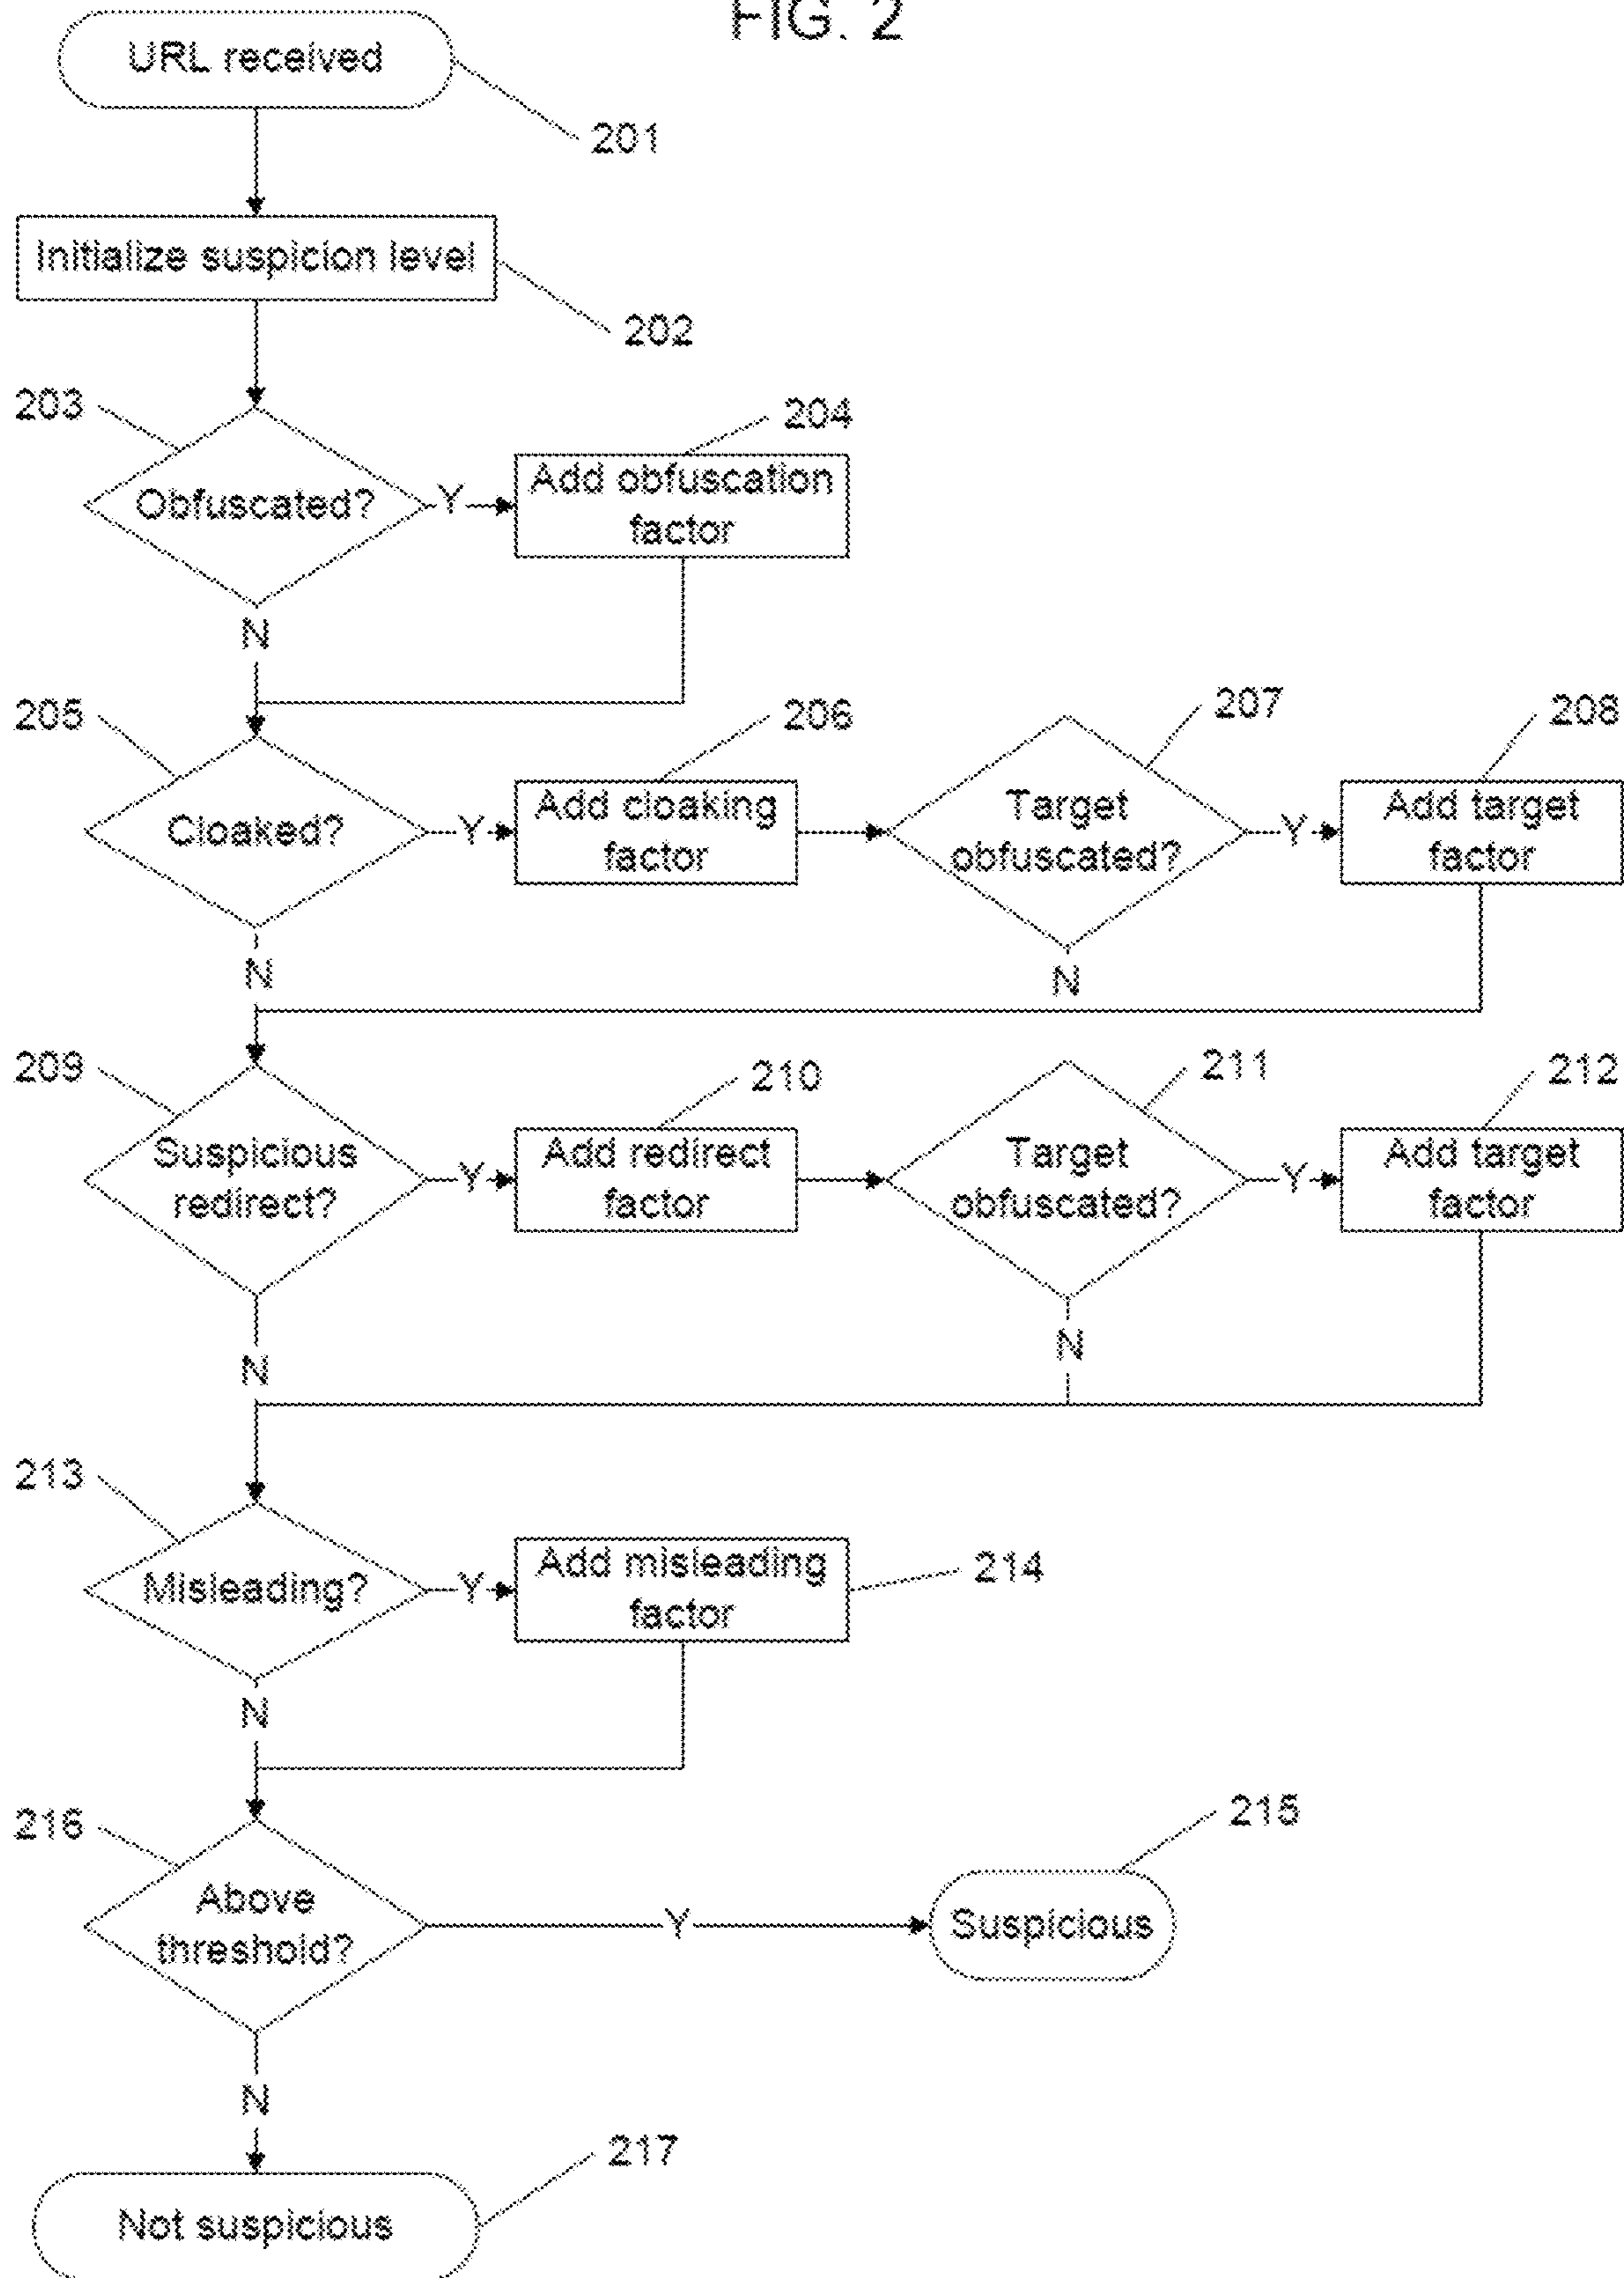 FIG. 2
URL received
201
Initialize suspicion level
202
203
204
Obfuscated?
Y
Add obfuscation
factor
N
205
206
207
208
Cloaked?
Y
Add cloaking
factor
Target
obfuscated?
Y
Add target
factor
N
N
209
210
211
212
Suspicious
redirect?
Y
Add redirect
factor
Target
obfuscated?
Y
Add target
factor
N
N
213
Misleading?
Y
Add misleading
factor
214
N
216
215
Above
threshold?
Y
Suspicious
N
217
Not suspicious